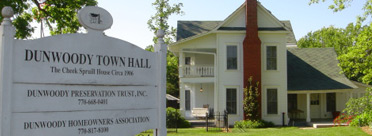 DUNWOODY TOWN HALL
The Cheek Spruill House Circa 1906
DUNWOODY PRESERVATION TRUST, INC.
770-668-0401
DUNWOODY HOMEOWNERS ASSOCIATION